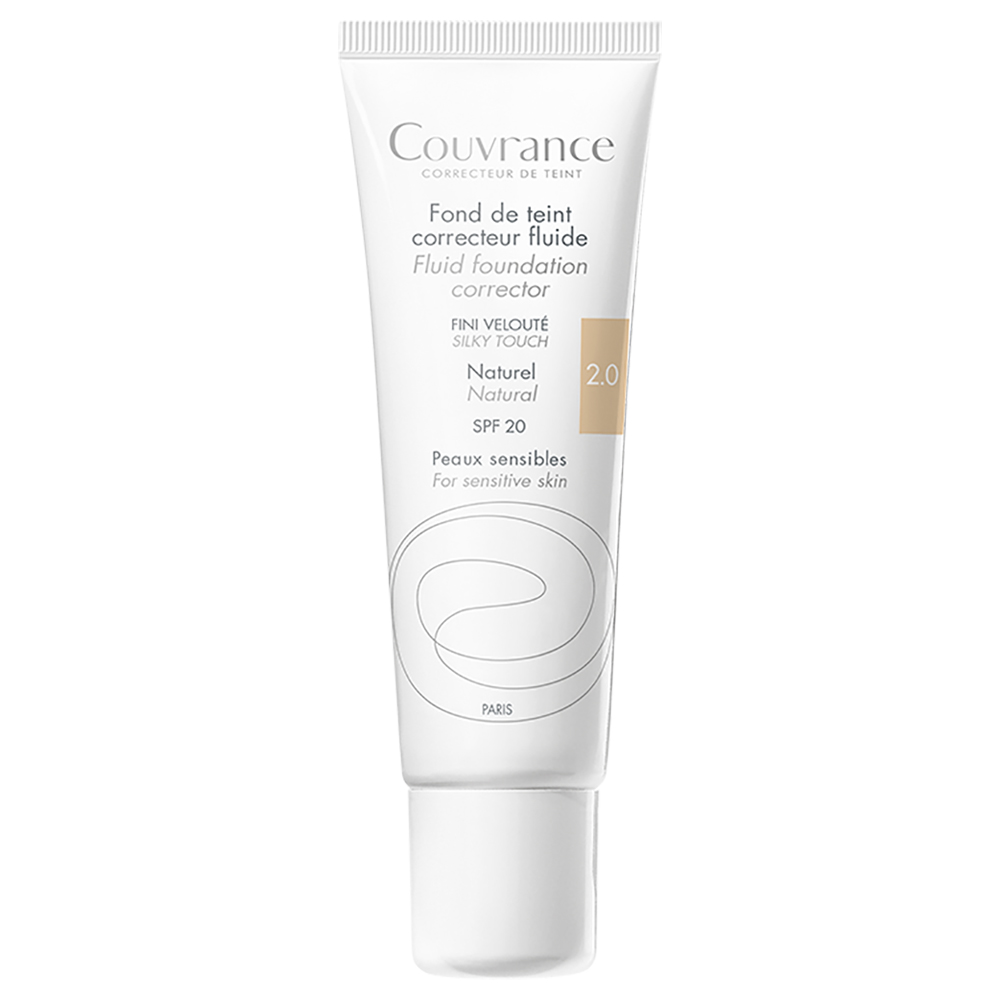 Couvrance
CORRECTEUR DE TEINT
Fond de teint
correcteur fluide
Fluid foundation
corrector
FINI VELOUTÉ
SILKY TOUCH
2.0
Naturel
Natural
SPF 20
Peaux sensibles
For sensitive skin
PARIS